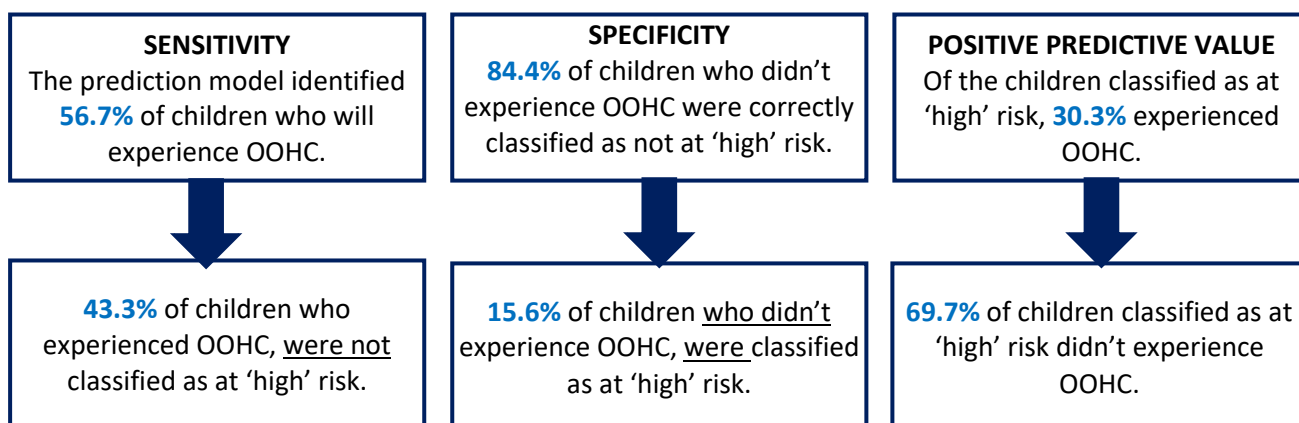 SENSITIVITY
The prediction model identified
56.7% of children who will
experience OOHC.
SPECIFICITY
84.4% of children who didn’t
experience OOHC were correctly
classified as not at ‘high’ risk.
POSITIVE PREDICTIVE VALUE
Of the children classified as at
‘high’ risk, 30.3% experienced
OOHC.
43.3% of children who
experienced OOHC, were not
classified as at ‘high’ risk.
15.6% of children who didn’t
experience OOHC, were classified
as at ‘high’ risk.
69.7% of children classified as at
‘high’ risk didn’t experience
OOHC.